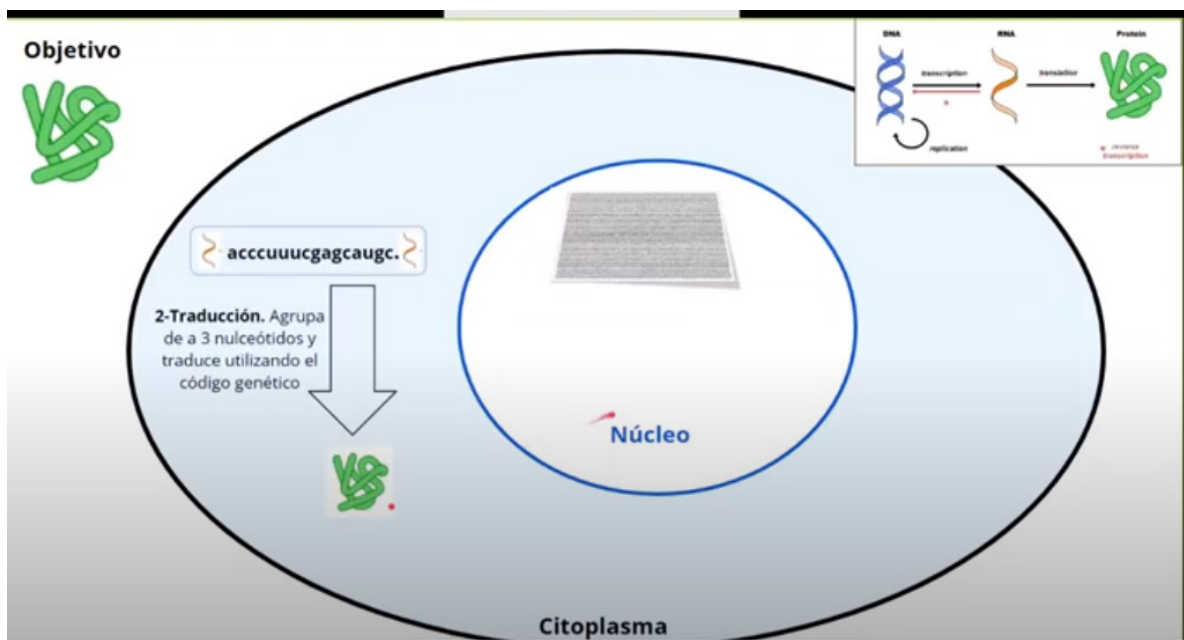 Objetivo
DNA
RNA
Protein
transcription
translation
*
replication
* reverse
transcription
acccuuucgagcaugc.
2-Traducción. Agrupa
de a 3 nulceótidos y
traduce utilizando el
código genético
Núcleo
Citoplasma